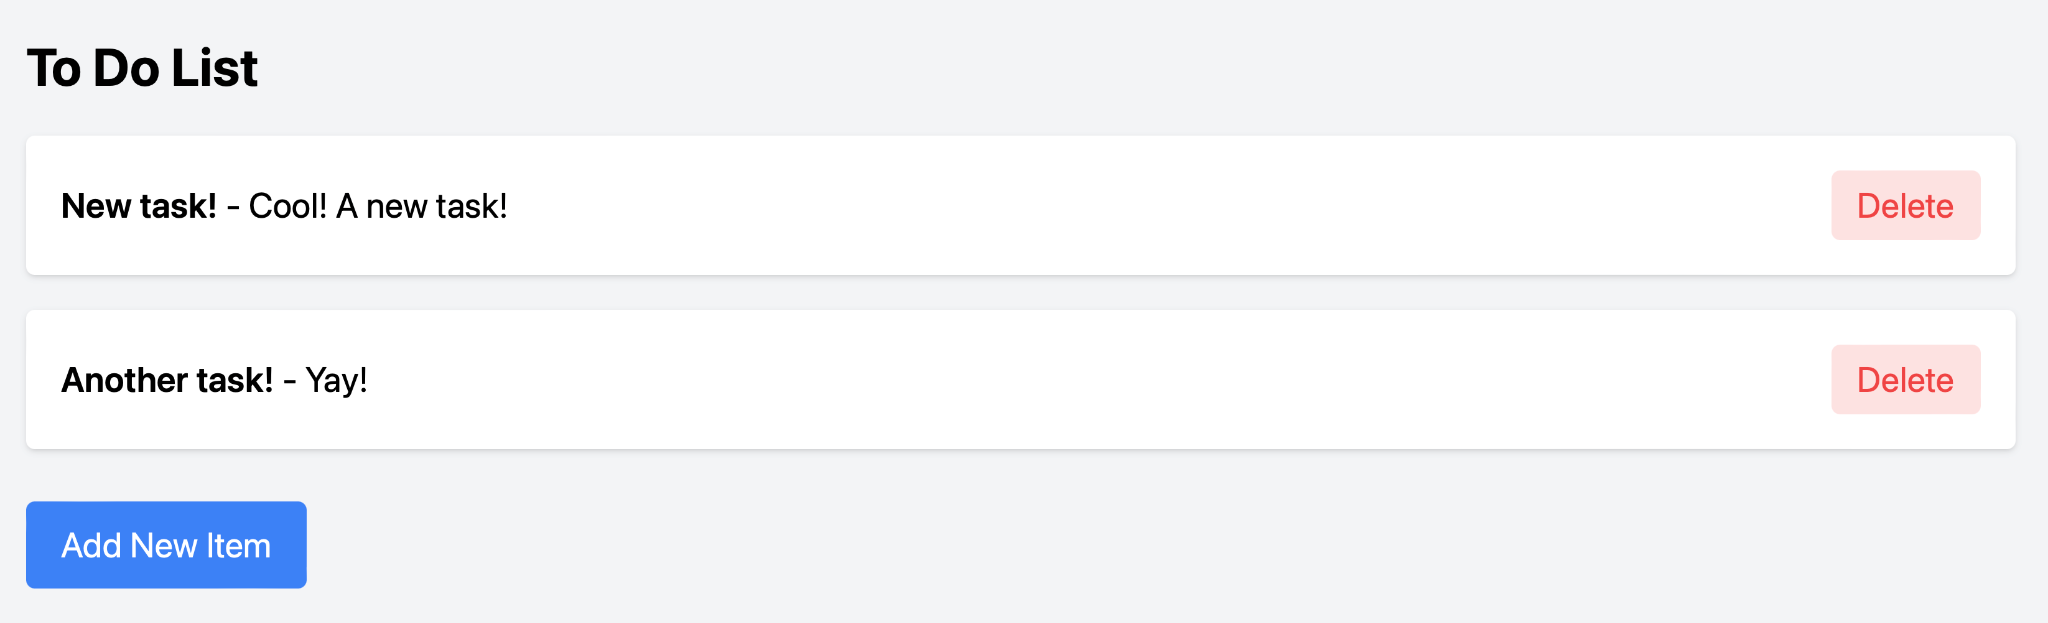 To Do List
New task! - Cool! A new task!
Delete
Another task! - Yay!
Delete
Add New Item